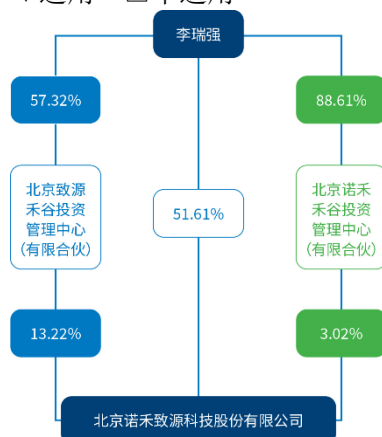 李瑞强
57.32%
88.61%
北京致源
禾谷投资
管理中心
(有限合伙)
51.61%
北京诺禾
禾谷投资
管理中心
(有限合伙)
13.22%
3.02%
北京诺禾致源科技股份有限公司